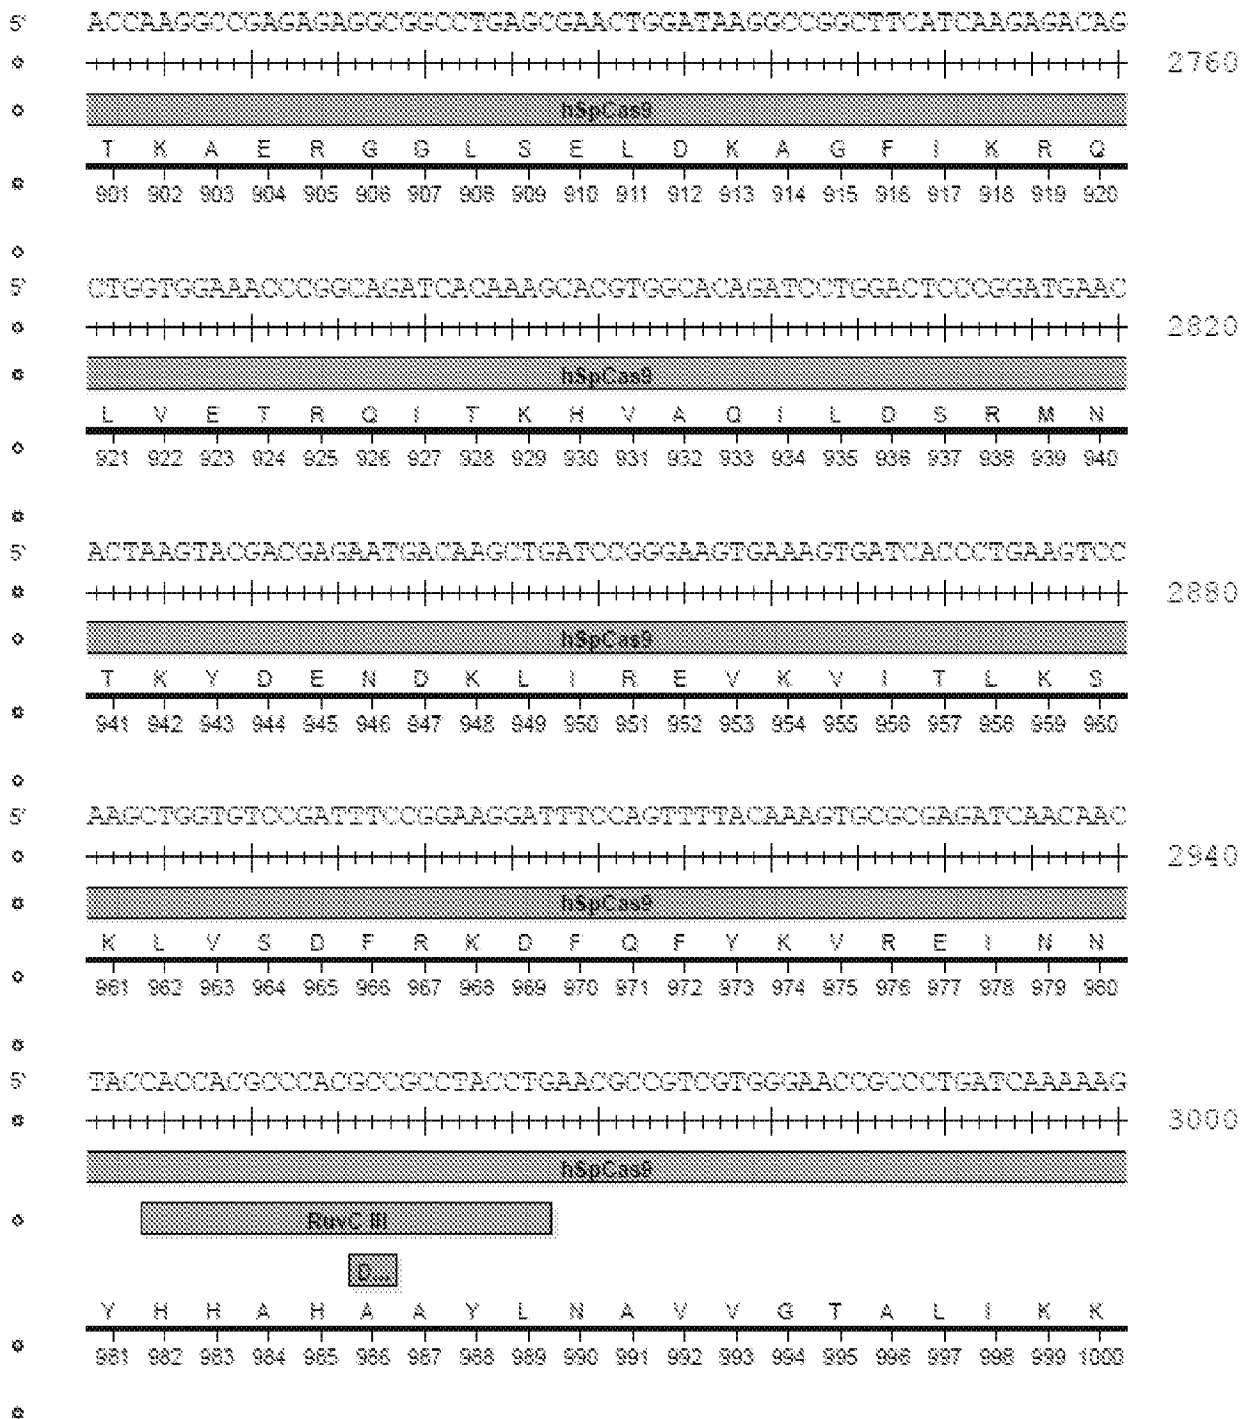 5' ACCAAGGCCGAGAGAGGCGGCCTGAGCGAACTGGATAAGGCCGGCTTCATCAAGAGACAG
2760
hSpCas9
T K A E R G G L S E L D K A G F I K R Q
901 902 903 904 905 906 907 908 909 910 911 912 913 914 915 916 917 918 919 920
5' CTGGTGGAAACCCGGCAGATCACAAAGCACGTGGCACAGATCCTGGACTCCCGGATGAAC
2820
hSpCas9
L V E T R Q I T K H V A Q I L D S R M N
921 922 923 924 925 926 927 928 929 930 931 932 933 934 935 936 937 938 939 940
5' ACTAAGTACGACGAGAATGACAAGCTGATCCGGGAAGTGAAAGTGATCACCCTGAAGTCC
2880
hSpCas9
T K Y D E N D K L I R E V K V I T L K S
941 942 943 944 945 946 947 948 949 950 951 952 953 954 955 956 957 958 959 960
5' AAGCTGGTGTCCGATTTCCGGAAGGATTTCCAGTTTTACAAAGTGCGCGAGATCAACAAC
2940
hSpCas9
K L V S D F R K D F Q F Y K V R E I N N
961 962 963 964 965 966 967 968 969 970 971 972 973 974 975 976 977 978 979 980
5' TACCACCACGCCCACGCCGCCTACCTGAACGCCGTCGTGGGAACCGCCCTGATCAAAAAG
3000
hSpCas9
RuvC III
D...
Y H H A H A A Y L N A V V G T A L I K K
981 982 983 984 985 986 987 988 989 990 991 992 993 994 995 996 997 998 999 1000